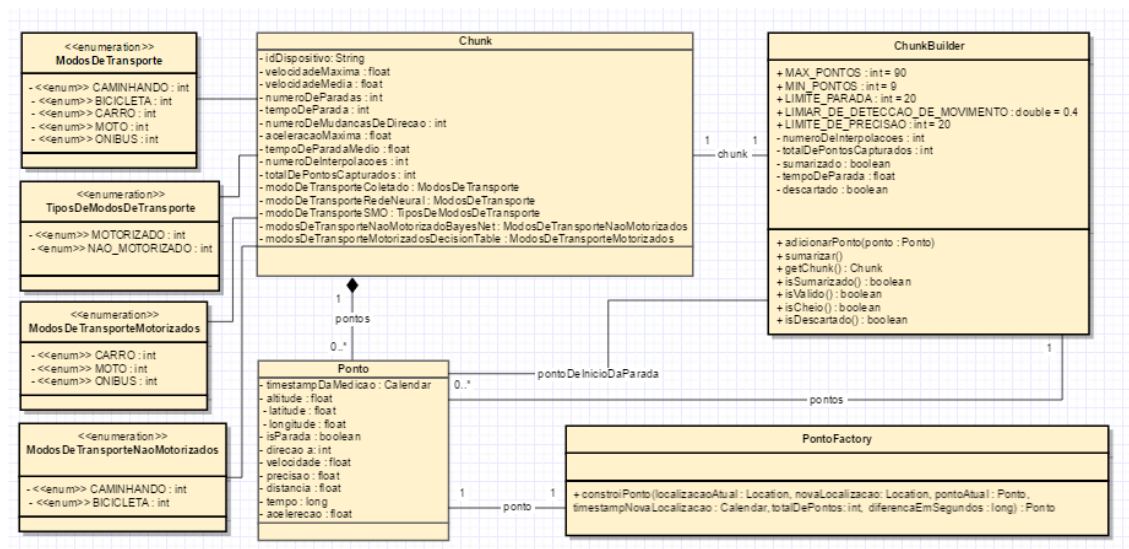 <<enumeration>>
ModosDeTransporte
- <<enum>> CAMINHANDO : int
- <<enum>> BICICLETA : int
- <<enum>> CARRO : int
- <<enum>> MOTO : int
- <<enum>> ONIBUS : int
<<enumeration>>
TiposDeModosDeTransporte
- <<enum>> MOTORIZADO : int
- <<enum>> NAO_MOTORIZADO : int
<<enumeration>>
ModosDeTransporteMotorizados
- <<enum>> CARRO : int
- <<enum>> MOTO : int
- <<enum>> ONIBUS : int
<<enumeration>>
ModosDeTransporteNaoMotorizados
- <<enum>> CAMINHANDO : int
- <<enum>> BICICLETA : int
Chunk
- idDispositivo: String
- velocidadeMaxima : float
- velocidadeMedia : float
- numeroDeParadas : int
- tempoDeParada : int
- numeroDeMudancasDeDirecao : int
- aceleracaoMaxima : float
- tempoDeParadaMedio : float
- numeroDeInterpolacoes : int
- totalDePontosCapturados : int
- modoDeTransporteColetado : ModosDeTransporte
- modoDeTransporteRedeNeural : ModosDeTransporte
- modoDeTransporteSMO : TiposDeModosDeTransporte
- modosDeTransporteNaoMotorizadoBayesNet : ModosDeTransporteNaoMotorizados
- modosDeTransporteMotorizadosDecisionTable : ModosDeTransporteMotorizados
1
pontos
0..*
1 1
chunk
ChunkBuilder
+ MAX_PONTOS : int = 90
+ MIN_PONTOS : int = 9
+ LIMITE_PARADA : int = 20
+ LIMIAR_DE_DETECCAO_DE_MOVIMENTO : double = 0.4
+ LIMITE_DE_PRECISAO : int = 20
- numeroDeInterpolacoes : int
- totalDePontosCapturados : int
- sumarizado : boolean
- tempoDeParada : float
- descartado : boolean
+ adicionarPonto(ponto : Ponto)
+ sumarizar()
+ getChunk() : Chunk
+ isSumarizado() : boolean
+ isValido() : boolean
+ isCheio() : boolean
+ isDescartado() : boolean
1
Ponto
- timestampDaMedicao : Calendar
- altitude : float
- latitude : float
- longitude : float
- isParada : boolean
- direcao a: int
- velocidade : float
- precisao : float
- distancia : float
- tempo : long
- acelerecao : float
pontoDeInicioDaParada
0..*
pontos
1 1
ponto
PontoFactory
+ constroiPonto(localizacaoAtual : Location, novaLocalizacao: Location, pontoAtual : Ponto,
timestampNovaLocalizacao : Calendar, totalDePontos: int, diferencaEmSegundos : long) : Ponto